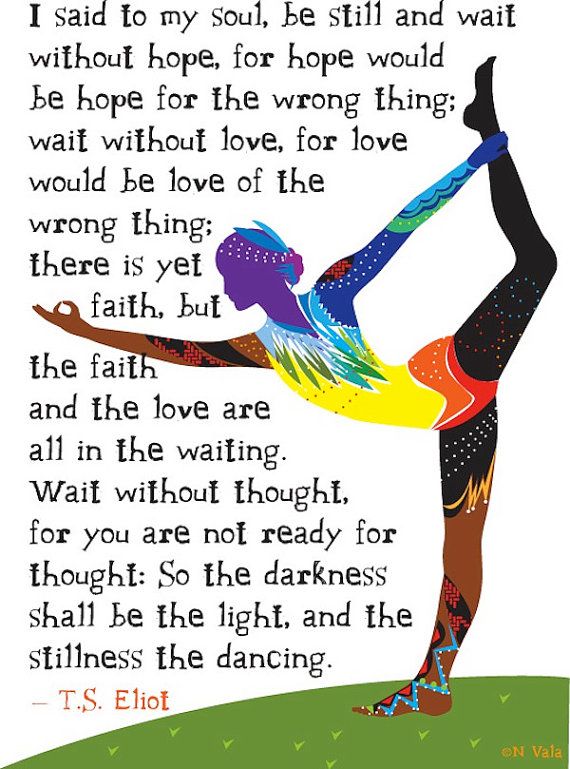 I said to my soul, be still and wait
without hope, for hope would
be hope for the wrong thing;
wait without love, for love
would be love of the
wrong thing;
there is yet
faith, but
the faith
and the love are
all in the waiting.
Wait without thought,
for you are not ready for
thought: So the darkness
shall be the light, and the
stillness the dancing.
– T.S. Eliot
©N Vala